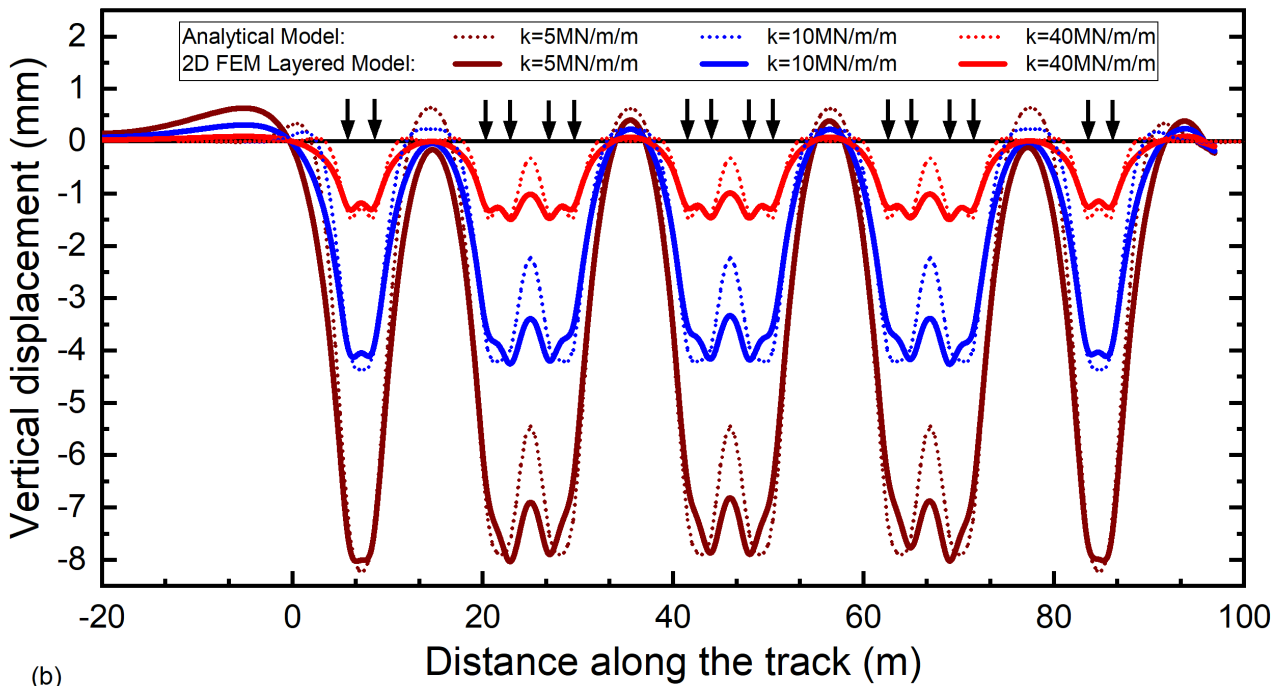 Analytical Model: k=5MN/m/m k=10MN/m/m k=40MN/m/m
2D FEM Layered Model: k=5MN/m/m k=10MN/m/m k=40MN/m/m
Vertical displacement (mm)
2
1
0
-1
-2
-3
-4
-5
-6
-7
-8
-20 0 20 40 60 80 100
Distance along the track (m)
(b)